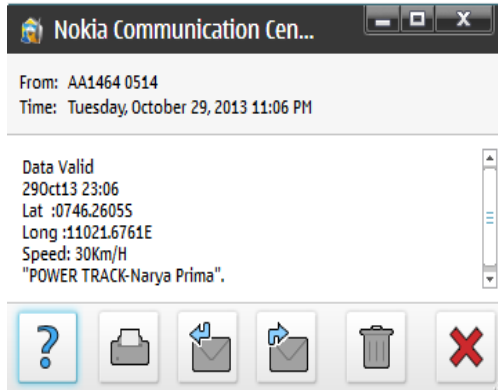 Nokia Communication Cen...
From: AA1464 0514
Time: Tuesday, October 29, 2013 11:06 PM
Data Valid
29Oct13 23:06
Lat :0746.2605S
Long :11021.6761E
Speed: 30Km/H
"POWER TRACK-Narya Prima".